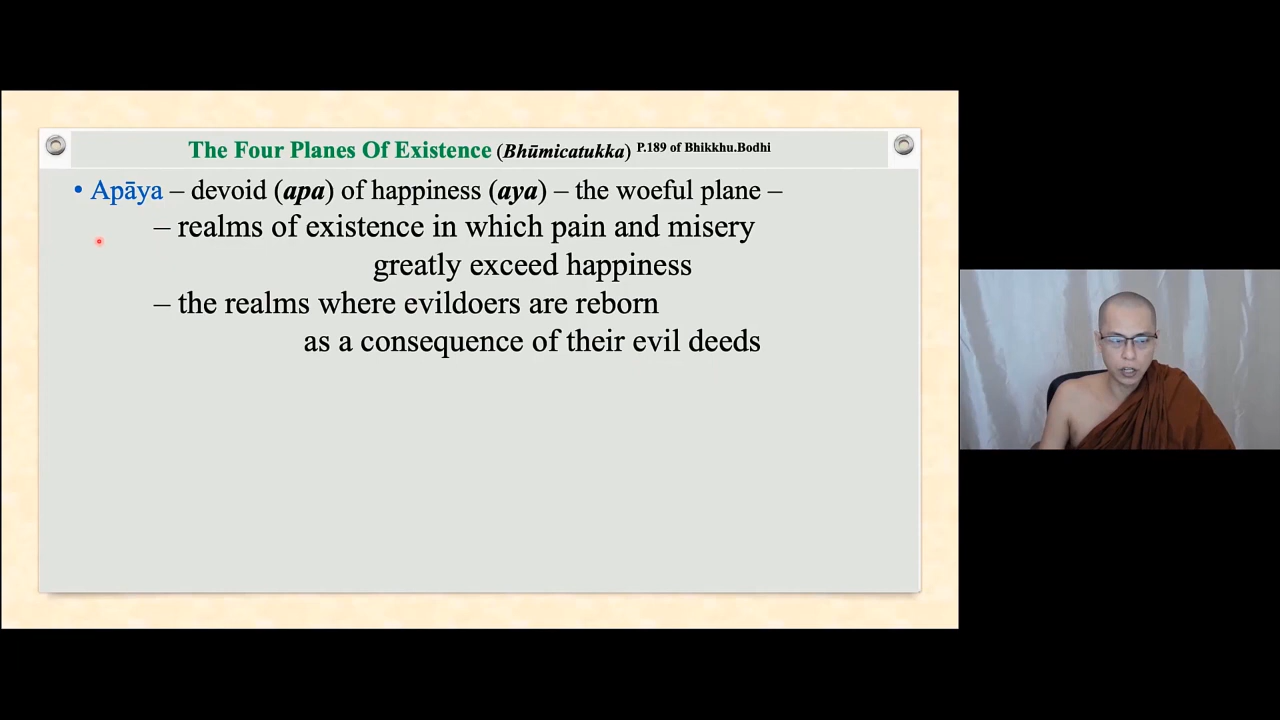 The Four Planes Of Existence (Bhūmicatukka) P.189 of Bhikkhu.Bodhi
• Apāya – devoid (apa) of happiness (aya) – the woeful plane –
– realms of existence in which pain and misery
greatly exceed happiness
– the realms where evildoers are reborn
as a consequence of their evil deeds